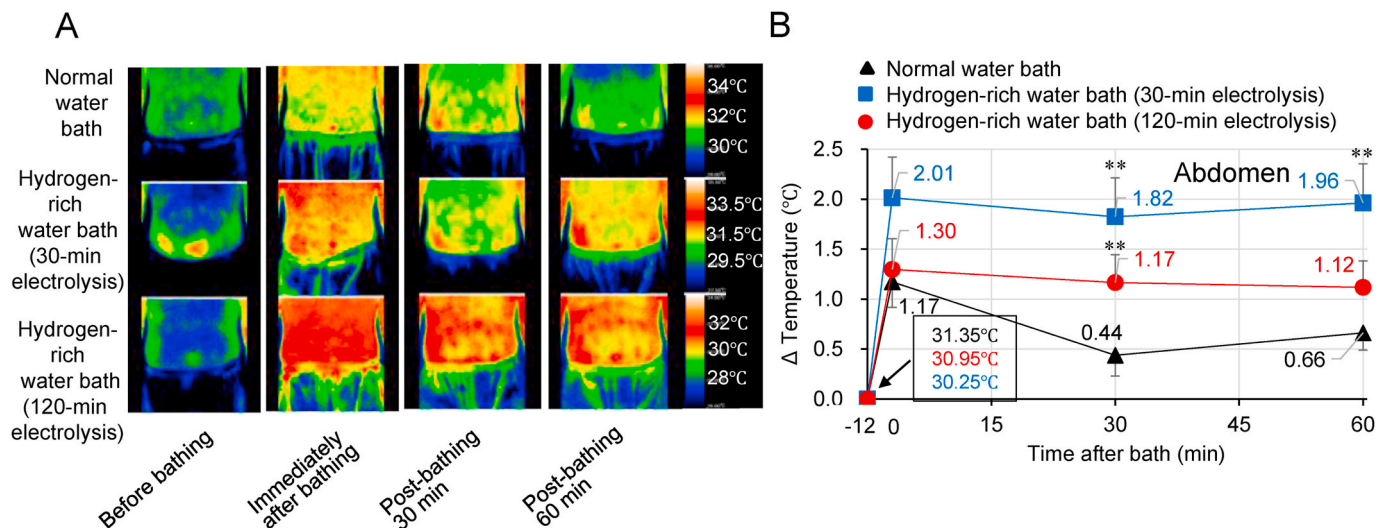 A
Normal
water
bath
Hydrogen-
rich
water bath
(30-min
electrolysis)
Hydrogen-
rich
water bath
(120-min
electrolysis)
34℃
32℃
30℃
33.5℃
31.5℃
29.5℃
32℃
30℃
28℃
Before bathing
Immediately
after bathing
Post-bathing
30 min
Post-bathing
60 min
B
Normal water bath
Hydrogen-rich water bath (30-min electrolysis)
Hydrogen-rich water bath (120-min electrolysis)
Δ Temperature (℃)
2.5
2.0
1.5
1.0
0.5
0.0
Abdomen
**
**
**
2.01
1.82
1.96
1.30
1.17
1.12
1.17
0.44
0.66
31.35℃
30.95℃
30.25℃
-12 0 15 30 45 60
Time after bath (min)